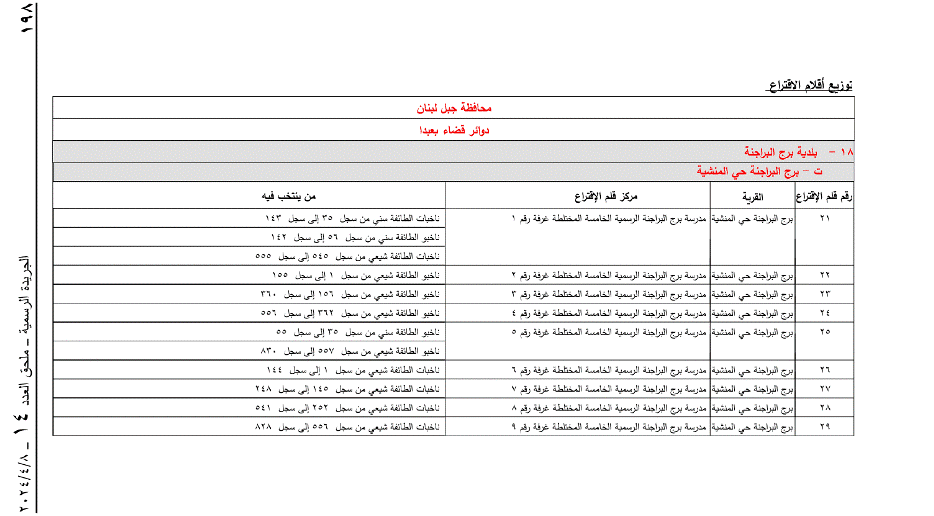 ١٩٨
الجريدة الرسمية – ملحق العدد ١٤ – ٢٠٢٤/٤/٨
توزيع أقلام الاقتراع
محافظة جبل لبنان
دوائر قضاء بعبدا
١٨ - بلدية برج البراجنة
ت - برج البراجنة حي المنشية
رقم قلم الإقتراع القرية مركز قلم الإقتراع من ينتخب فيه
٢١ برج البراجنة حي المنشية مدرسة برج البراجنة الرسمية الخامسة المختلطة غرفة رقم ١ ناخبات الطائفة سني من سجل ٣٥ إلى سجل ١٤٣
ناخبو الطائفة سني من سجل ٥٦ إلى سجل ١٤٢
ناخبات الطائفة شيعي من سجل ٥٤٥ إلى سجل ٥٥٥
٢٢ برج البراجنة حي المنشية مدرسة برج البراجنة الرسمية الخامسة المختلطة غرفة رقم ٢ ناخبو الطائفة شيعي من سجل ١ إلى سجل ١٥٥
٢٣ برج البراجنة حي المنشية مدرسة برج البراجنة الرسمية الخامسة المختلطة غرفة رقم ٣ ناخبو الطائفة شيعي من سجل ١٥٦ إلى سجل ٣٦٠
٢٤ برج البراجنة حي المنشية مدرسة برج البراجنة الرسمية الخامسة المختلطة غرفة رقم ٤ ناخبو الطائفة شيعي من سجل ٣٦٢ إلى سجل ٥٥٦
٢٥ برج البراجنة حي المنشية مدرسة برج البراجنة الرسمية الخامسة المختلطة غرفة رقم ٥ ناخبو الطائفة سني من سجل ٣٥ إلى سجل ٥٥
ناخبو الطائفة شيعي من سجل ٥٥٧ إلى سجل ٨٣٠
٢٦ برج البراجنة حي المنشية مدرسة برج البراجنة الرسمية الخامسة المختلطة غرفة رقم ٦ ناخبات الطائفة شيعي من سجل ١ إلى سجل ١٤٤
٢٧ برج البراجنة حي المنشية مدرسة برج البراجنة الرسمية الخامسة المختلطة غرفة رقم ٧ ناخبات الطائفة شيعي من سجل ١٤٥ إلى سجل ٢٤٨
٢٨ برج البراجنة حي المنشية مدرسة برج البراجنة الرسمية الخامسة المختلطة غرفة رقم ٨ ناخبات الطائفة شيعي من سجل ٢٥٢ إلى سجل ٥٤١
٢٩ برج البراجنة حي المنشية مدرسة برج البراجنة الرسمية الخامسة المختلطة غرفة رقم ٩ ناخبات الطائفة شيعي من سجل ٥٥٦ إلى سجل ٨٢٨